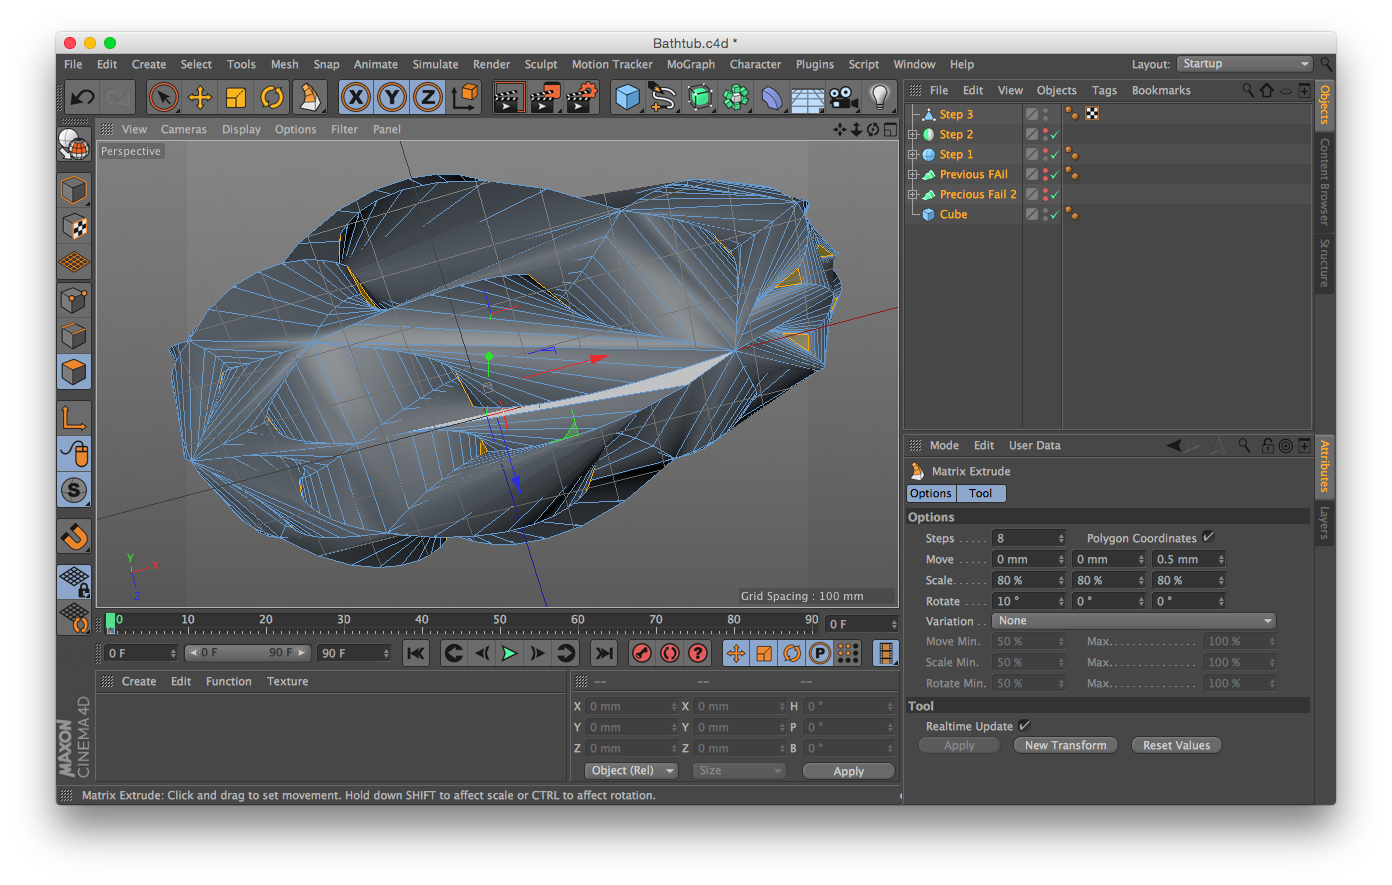 Bathtub.c4d *
File Edit Create Select Tools Mesh Snap Animate Simulate Render Sculpt Motion Tracker MoGraph Character Plugins Script Window Help Layout: Startup
X Y Z
File Edit View Objects Tags Bookmarks
View Cameras Display Options Filter Panel
Perspective
Step 3
Step 2
Step 1
Previous FAil
Precious Fail 2
Cube
Objects
Content Browser
Structure
S
Y
X
Z
Grid Spacing : 100 mm
0 10 20 30 40 50 60 70 80 90 0 F
0 F 0 F 90 F 90 F
? P
Create Edit Function Texture
-- -- --
X 0 mm X 0 mm H 0 °
Y 0 mm Y 0 mm P 0 °
Z 0 mm Z 0 mm B 0 °
Object (Rel) Size Apply
MAXON
CINEMA 4D
Matrix Extrude: Click and drag to set movement. Hold down SHIFT to affect scale or CTRL to affect rotation.
Mode Edit User Data
Attributes
Layers
Matrix Extrude
Options Tool
Options
Steps . . . . . 8 Polygon Coordinates
Move . . . . . 0 mm 0 mm 0.5 mm
Scale. . . . . 80 % 80 % 80 %
Rotate . . . . 10 ° 0 ° 0 °
Variation . . None
Move Min. 50 % Max. . . . . . . . . . . . . . 100 %
Scale Min. 50 % Max. . . . . . . . . . . . . . 100 %
Rotate Min. 50 % Max. . . . . . . . . . . . . . 100 %
Tool
Realtime Update
Apply New Transform Reset Values